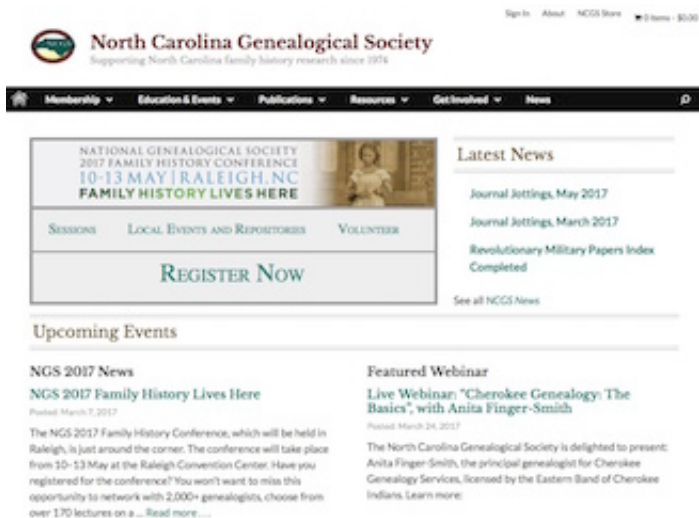 Sign In About NCGS Store 0 items - $0.00
NCGS
North Carolina Genealogical Society
Supporting North Carolina family history research since 1974
Membership Education & Events Publications Resources Get Involved News
NATIONAL GENEALOGICAL SOCIETY
2017 FAMILY HISTORY CONFERENCE
10-13 MAY | RALEIGH, NC
FAMILY HISTORY LIVES HERE
Sessions Local Events and Repositories Volunteer
Register Now
Latest News
Journal Jottings, May 2017
Journal Jottings, March 2017
Revolutionary Military Papers Index
Completed
See all NCGS News
Upcoming Events
NGS 2017 News
NGS 2017 Family History Lives Here
Posted: March 7, 2017
The NGS 2017 Family History Conference, which will be held in
Raleigh, is just around the corner. The conference will take place
from 10-13 May at the Raleigh Convention Center. Have you
registered for the conference? You won't want to miss this
opportunity to network with 2,000+ genealogists, choose from
over 170 lectures on a ... Read more . . .
Featured Webinar
Live Webinar: "Cherokee Genealogy: The
Basics", with Anita Finger-Smith
Posted: March 24, 2017
The North Carolina Genealogical Society is delighted to present:
Anita Finger-Smith, the principal genealogist for Cherokee
Genealogy Services, licensed by the Eastern Band of Cherokee
Indians. Learn more: